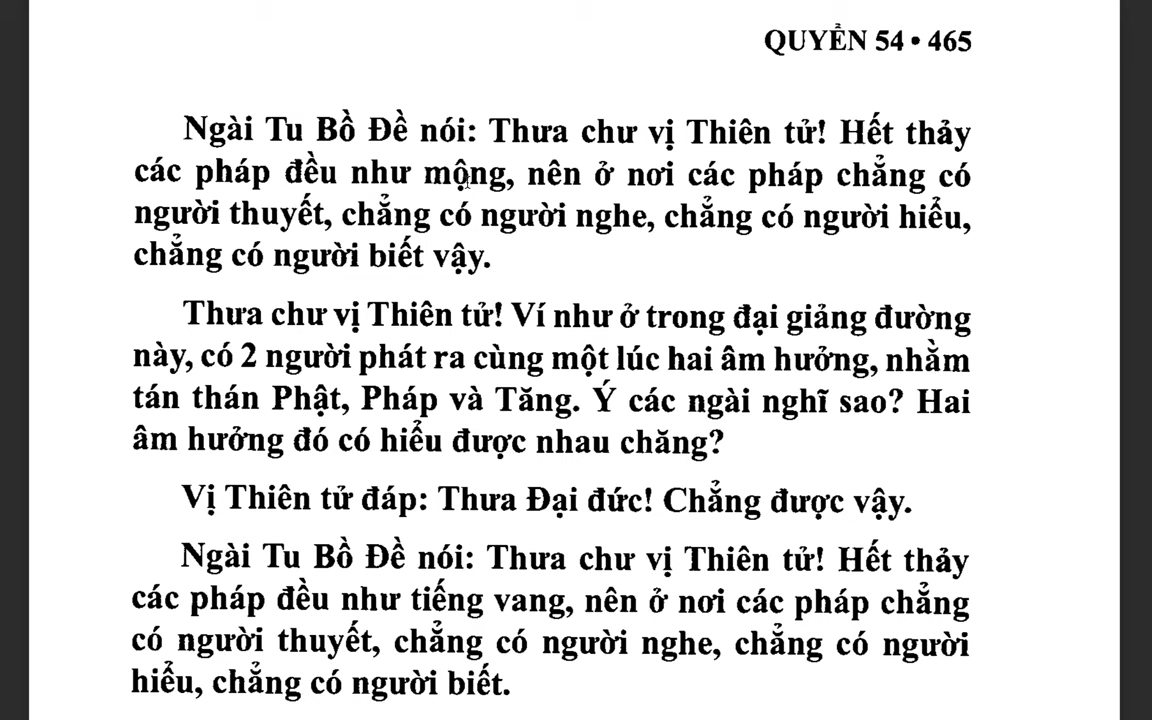 QUYỂN 54 • 465
Ngài Tu Bồ Đề nói: Thưa chư vị Thiên tử! Hết thảy
các pháp đều như mộng, nên ở nơi các pháp chẳng có
người thuyết, chẳng có người nghe, chẳng có người hiểu,
chẳng có người biết vậy.
Thưa chư vị Thiên tử! Ví như ở trong đại giảng đường
này, có 2 người phát ra cùng một lúc hai âm hưởng, nhằm
tán thán Phật, Pháp và Tăng. Ý các ngài nghĩ sao? Hai
âm hưởng đó có hiểu được nhau chăng?
Vị Thiên tử đáp: Thưa Đại đức! Chẳng được vậy.
Ngài Tu Bồ Đề nói: Thưa chư vị Thiên tử! Hết thảy
các pháp đều như tiếng vang, nên ở nơi các pháp chẳng
có người thuyết, chẳng có người nghe, chẳng có người
hiểu, chẳng có người biết.